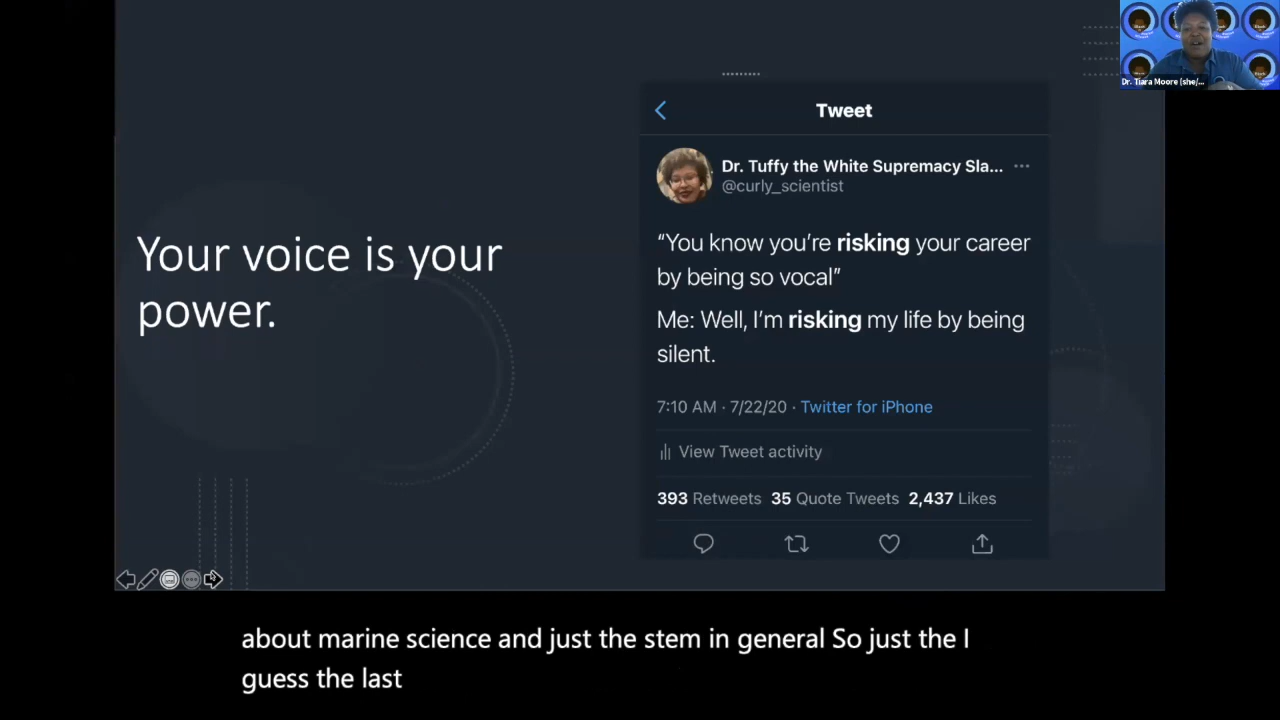 Dr. Tiara Moore (she/...
Your voice is your
power.
Tweet
Dr. Tuffy the White Supremacy Sla...
@curly_scientist
“You know you’re risking your career
by being so vocal”
Me: Well, I’m risking my life by being
silent.
7:10 AM · 7/22/20 · Twitter for iPhone
View Tweet activity
393 Retweets 35 Quote Tweets 2,437 Likes
about marine science and just the stem in general So just the I
guess the last